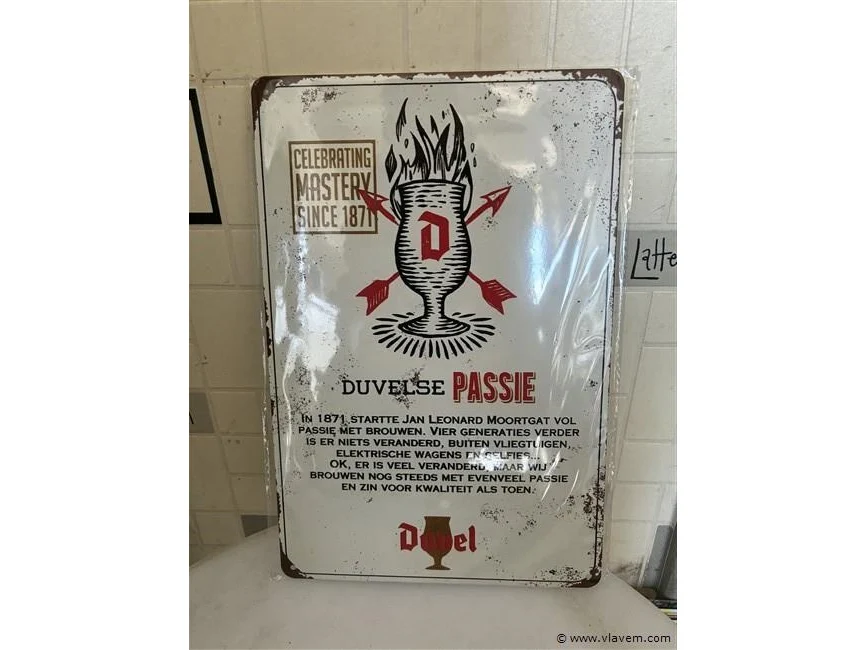 CELEBRATING
MASTERY
SINCE 1871
D
DUVELSE PASSIE
IN 1871 STARTTE JAN LEONARD MOORTGAT VOL
PASSIE MET BROUWEN. VIER GENERATIES VERDER
IS ER NIETS VERANDERD, BUITEN VLIEGTUIGEN,
ELEKTRISCHE WAGENS EN SELFIES...
OK, ER IS VEEL VERANDERD, MAAR WIJ
BROUWEN NOG STEEDS MET EVENVEEL PASSIE
EN ZIN VOOR KWALITEIT ALS TOEN.
Duvel
Latte
© www.vlavem.com